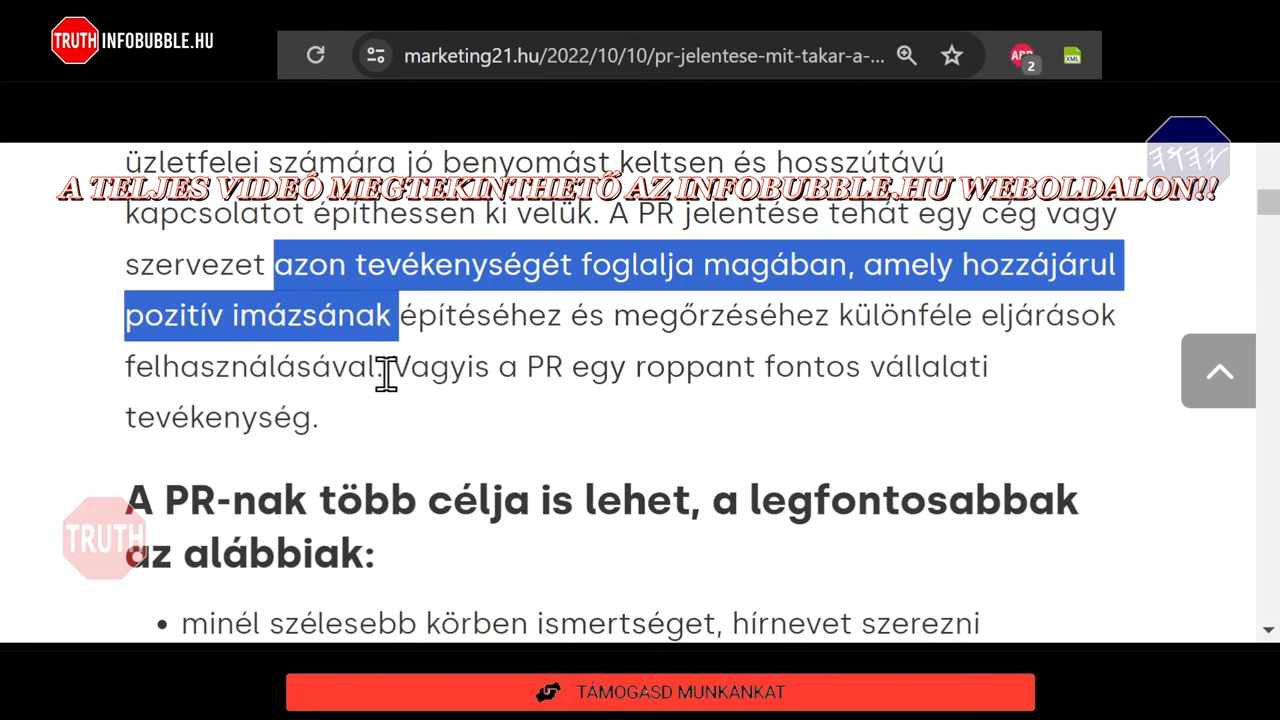 TRUTH INFOBUBBLE.HU
marketing21.hu/2022/10/10/pr-jelentese-mit-takar-a-...
ABP
2
XML
üzletfelei számára jó benyomást keltsen és hosszútávú
A TELJES VIDEÓ MEGTEKINTHETŐ AZ INFOBUBBLE.HU WEBOLDALON!!
kapcsolatot építhessen ki velük. A PR jelentése tehát egy cég vagy
szervezet azon tevékenységét foglalja magában, amely hozzájárul
pozitív imázsának építéséhez és megőrzéséhez különféle eljárások
felhasználásával. Vagyis a PR egy roppant fontos vállalati
tevékenység.
A PR-nak több célja is lehet, a legfontosabbak
az alábbiak:
TRUTH
• minél szélesebb körben ismertséget, hírnevet szerezni
TÁMOGASD MUNKÁNKAT